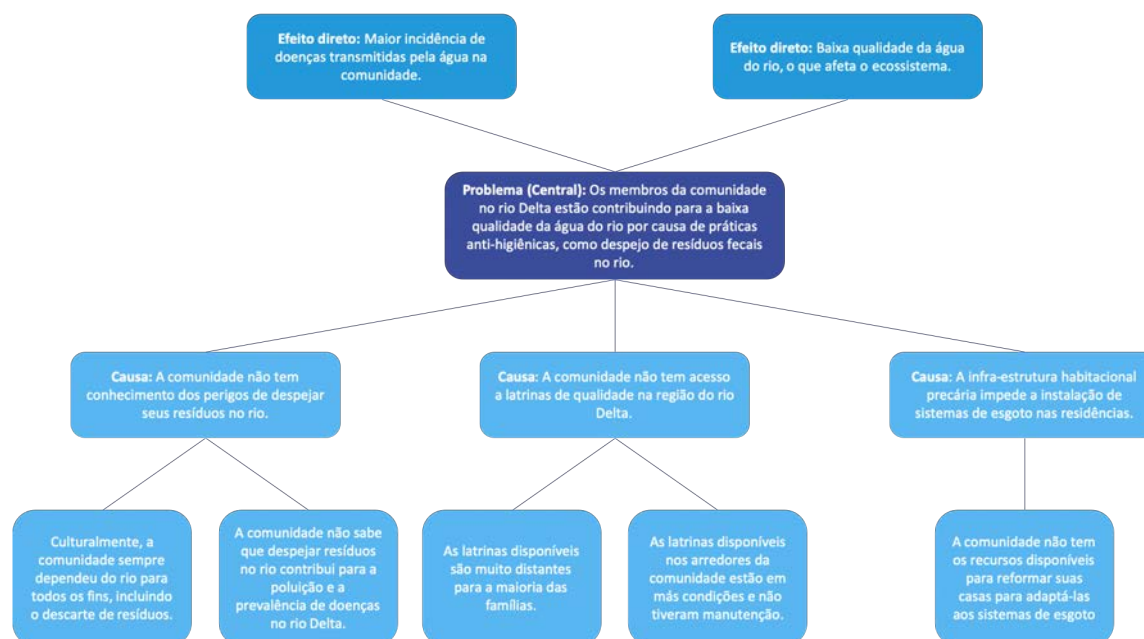 Efeito direto: Maior incidência de
doenças transmitidas pela água na
comunidade.
Efeito direto: Baixa qualidade da água
do rio, o que afeta o ecossistema.
Problema (Central): Os membros da comunidade
no rio Delta estão contribuindo para a baixa
qualidade da água do rio por causa de práticas
anti-higiênicas, como despejo de resíduos fecais
no rio.
Causa: A comunidade não tem
conhecimento dos perigos de despejar
seus resíduos no rio.
Causa: A comunidade não tem acesso
a latrinas de qualidade na região do rio
Delta.
Causa: A infra-estrutura habitacional
precária impede a instalação de
sistemas de esgoto nas residências.
Culturalmente, a
comunidade sempre
dependeu do rio para
todos os fins, incluindo
o descarte de resíduos.
A comunidade não sabe
que despejar resíduos
no rio contribui para a
poluição e a
prevalência de doenças
no rio Delta.
As latrinas disponíveis
são muito distantes
para a maioria das
famílias.
As latrinas disponíveis
nos arredores da
comunidade estão em
más condições e não
tiveram manutenção.
A comunidade não tem
os recursos disponíveis
para reformar suas
casas para adaptá-las
aos sistemas de esgoto